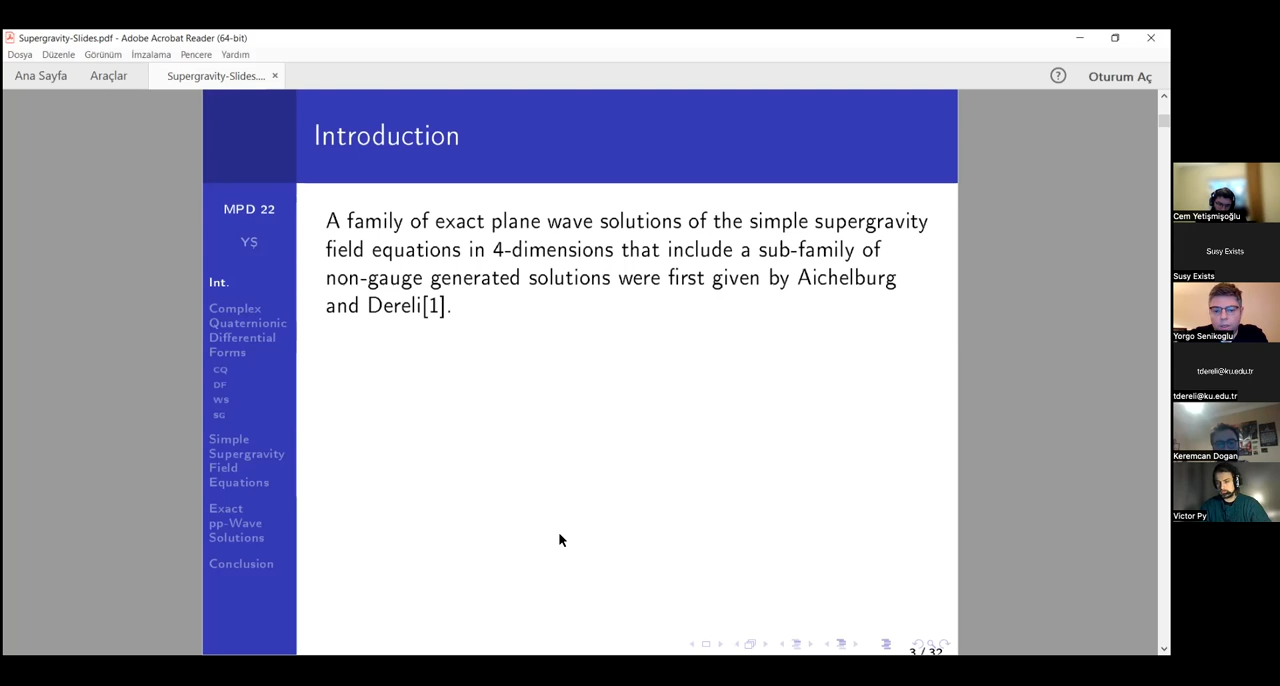 Supergravity-Slides.pdf - Adobe Acrobat Reader (64-bit)
Dosya Düzenle Görünüm İmzalama Pencere Yardım
Ana Sayfa Araçlar Supergravity-Slides.... × ? Oturum Aç
Introduction
MPD 22
YŞ
Int.
Complex
Quaternionic
Differential
Forms
CQ
DF
WS
SG
Simple
Supergravity
Field
Equations
Exact
pp-Wave
Solutions
Conclusion
A family of exact plane wave solutions of the simple supergravity
field equations in 4-dimensions that include a sub-family of
non-gauge generated solutions were first given by Aichelburg
and Dereli[1].
3 / 32
Cem Yetişmişoğlu
Susy Exists
Susy Exists
Yorgo Senikoglu
tdereli@ku.edu.tr
tdereli@ku.edu.tr
Keremcan Dogan
Victor Py